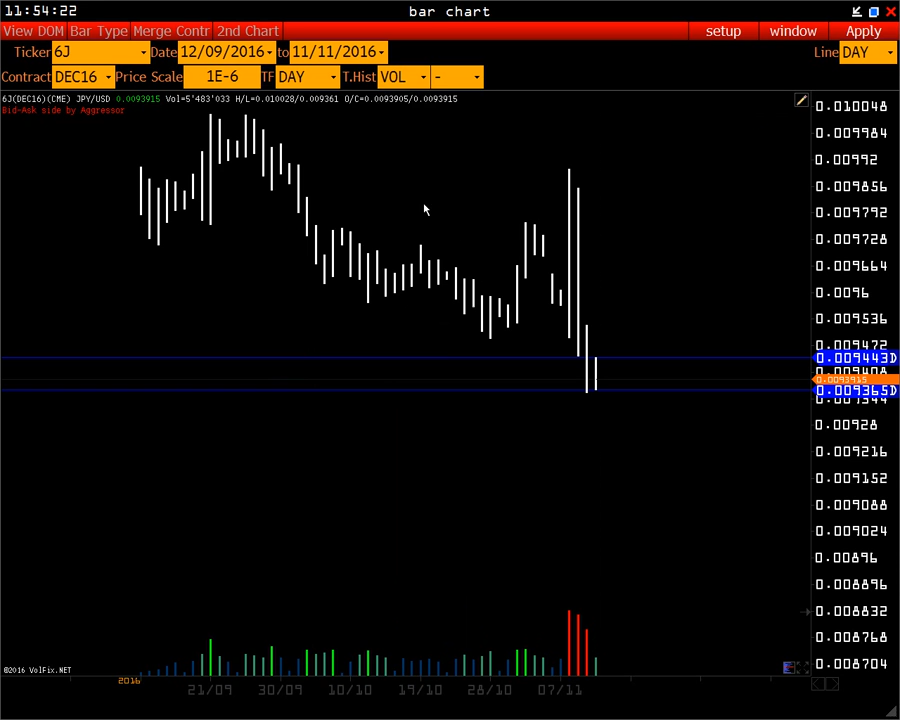 11:54:22 bar chart
View DOM Bar Type Merge Contr 2nd Chart setup window Apply
Ticker 6J Date 12/09/2016 to 11/11/2016 Line DAY
Contract DEC16 Price Scale 1E-6 TF DAY T.Hist VOL -
6J(DEC16)(CME) JPY/USD 0.0093915 Vol=5'483'033 H/L=0.010028/0.009361 O/C=0.0093905/0.0093915
Bid-Ask side by Aggressor
0.010048
0.009984
0.00992
0.009856
0.009792
0.009728
0.009664
0.0096
0.009536
0.009472
0.009443D
0.009408
0.0093915
0.009365D
0.009344
0.00928
0.009216
0.009152
0.009088
0.009024
0.00896
0.008896
0.008832
0.008768
0.008704
©2016 VolFix.NET
2016
21/09 30/09 10/10 19/10 28/10 07/11